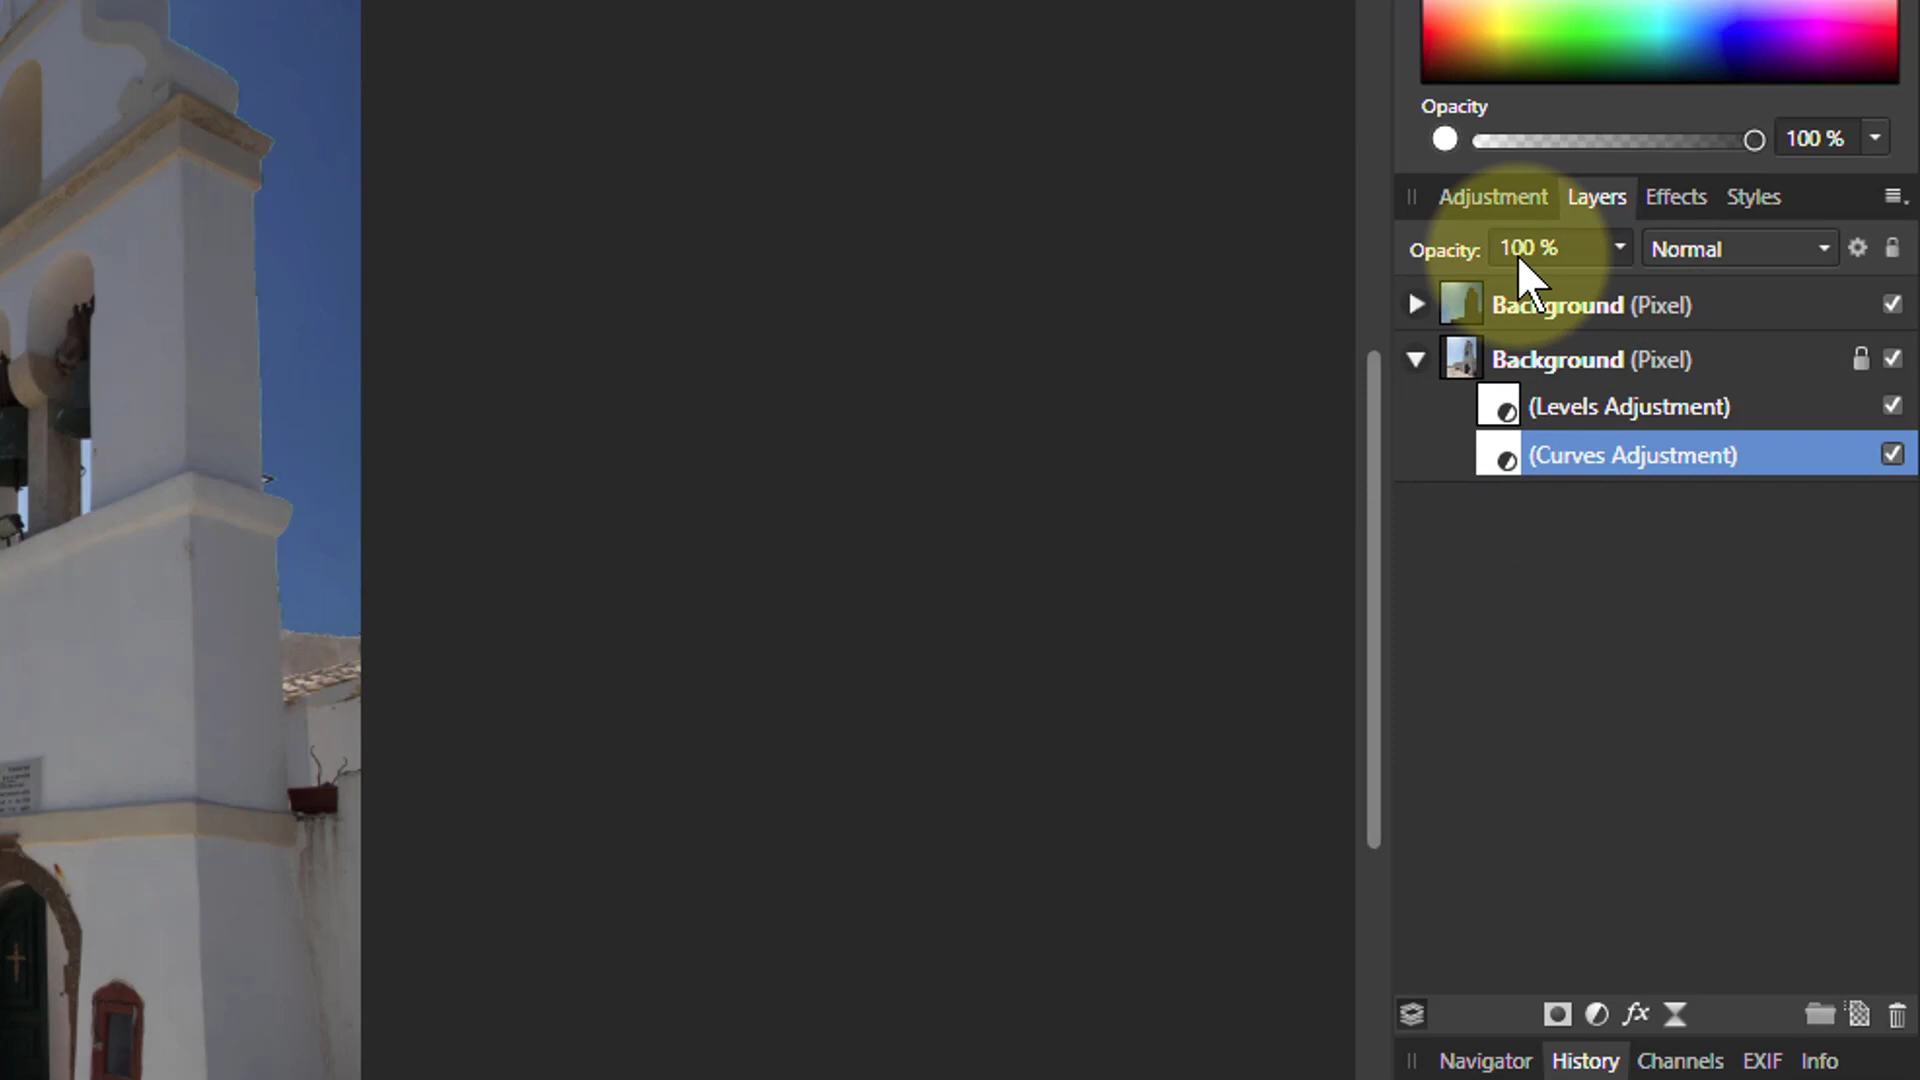 Opacity
100 %
Adjustment Layers Effects Styles
Opacity: 100 % Normal
Background (Pixel)
Background (Pixel)
(Levels Adjustment)
(Curves Adjustment)
fx
Navigator History Channels EXIF Info